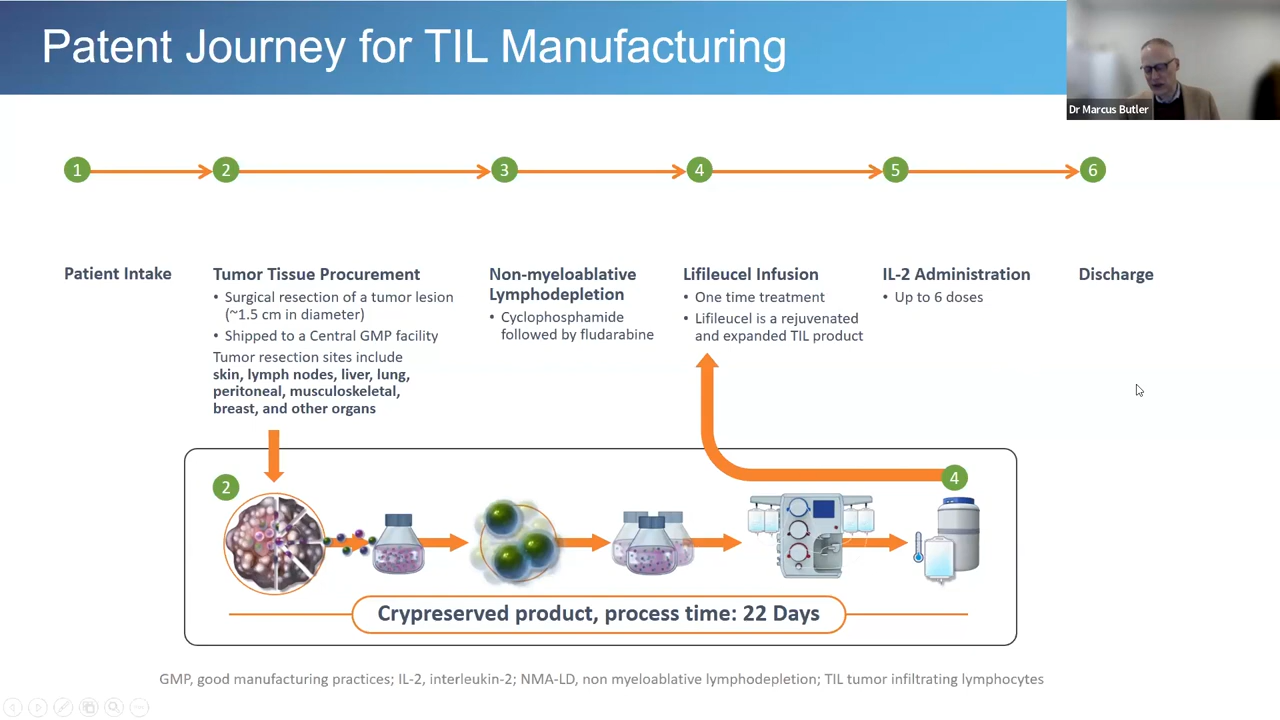 Patent Journey for TIL Manufacturing
Dr Marcus Butler
1
2
3
4
5
6
Patient Intake
Tumor Tissue Procurement
• Surgical resection of a tumor lesion
(~1.5 cm in diameter)
• Shipped to a Central GMP facility
Tumor resection sites include
skin, lymph nodes, liver, lung,
peritoneal, musculoskeletal,
breast, and other organs
Non-myeloablative
Lymphodepletion
• Cyclophosphamide
followed by fludarabine
Lifileucel Infusion
• One time treatment
• Lifileucel is a rejuvenated
and expanded TIL product
IL-2 Administration
• Up to 6 doses
Discharge
2
4
Crypreserved product, process time: 22 Days
GMP, good manufacturing practices; IL-2, interleukin-2; NMA-LD, non myeloablative lymphodepletion; TIL tumor infiltrating lymphocytes